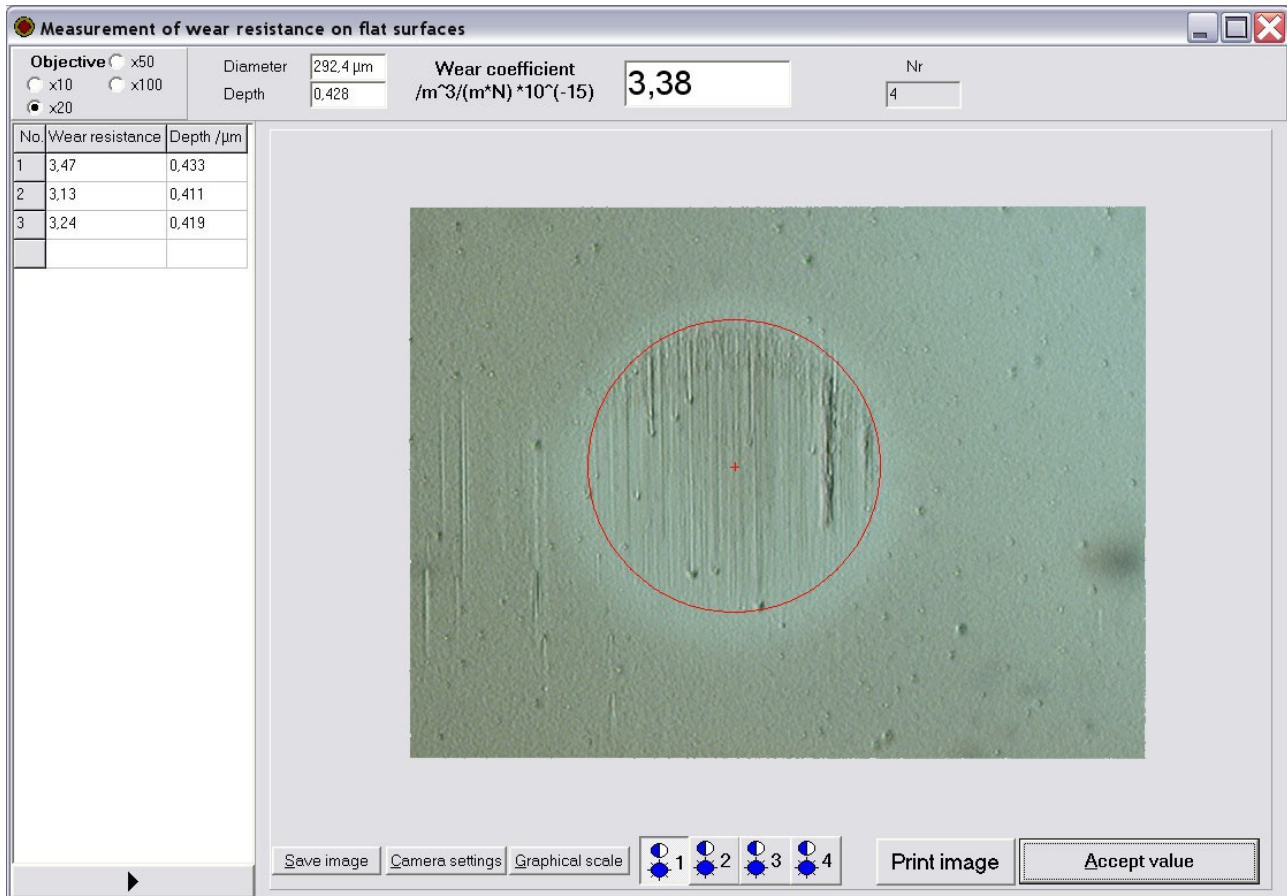 Measurement of wear resistance on flat surfaces
Objective x50
x10 x100
x20
Diameter 292,4 µm
Depth 0,428
Wear coefficient
/m^3/(m*N) *10^(-15)
3,38
Nr
4
No. Wear resistance Depth /µm
1 3,47 0,433
2 3,13 0,411
3 3,24 0,419
Save image Camera settings Graphical scale 1 2 3 4 Print image Accept value